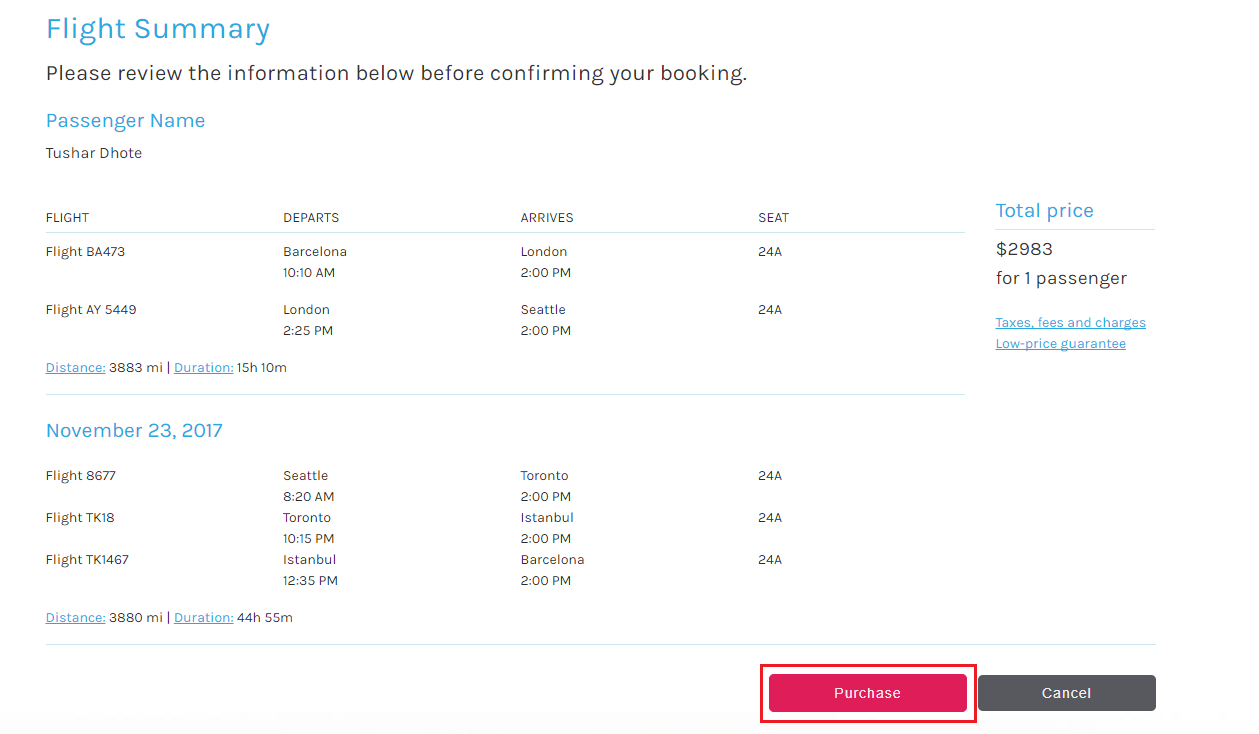 Flight Summary
Please review the information below before confirming your booking.
Passenger Name
Tushar Dhote
FLIGHT DEPARTS ARRIVES SEAT
Flight BA473 Barcelona London 24A
10:10 AM 2:00 PM
Flight AY 5449 London Seattle 24A
2:25 PM 2:00 PM
Distance: 3883 mi | Duration: 15h 10m
Total price
$2983
for 1 passenger
Taxes, fees and charges
Low-price guarantee
November 23, 2017
Flight 8677 Seattle Toronto 24A
8:20 AM 2:00 PM
Flight TK18 Toronto Istanbul 24A
10:15 PM 2:00 PM
Flight TK1467 Istanbul Barcelona 24A
12:35 PM 2:00 PM
Distance: 3880 mi | Duration: 44h 55m
Purchase Cancel